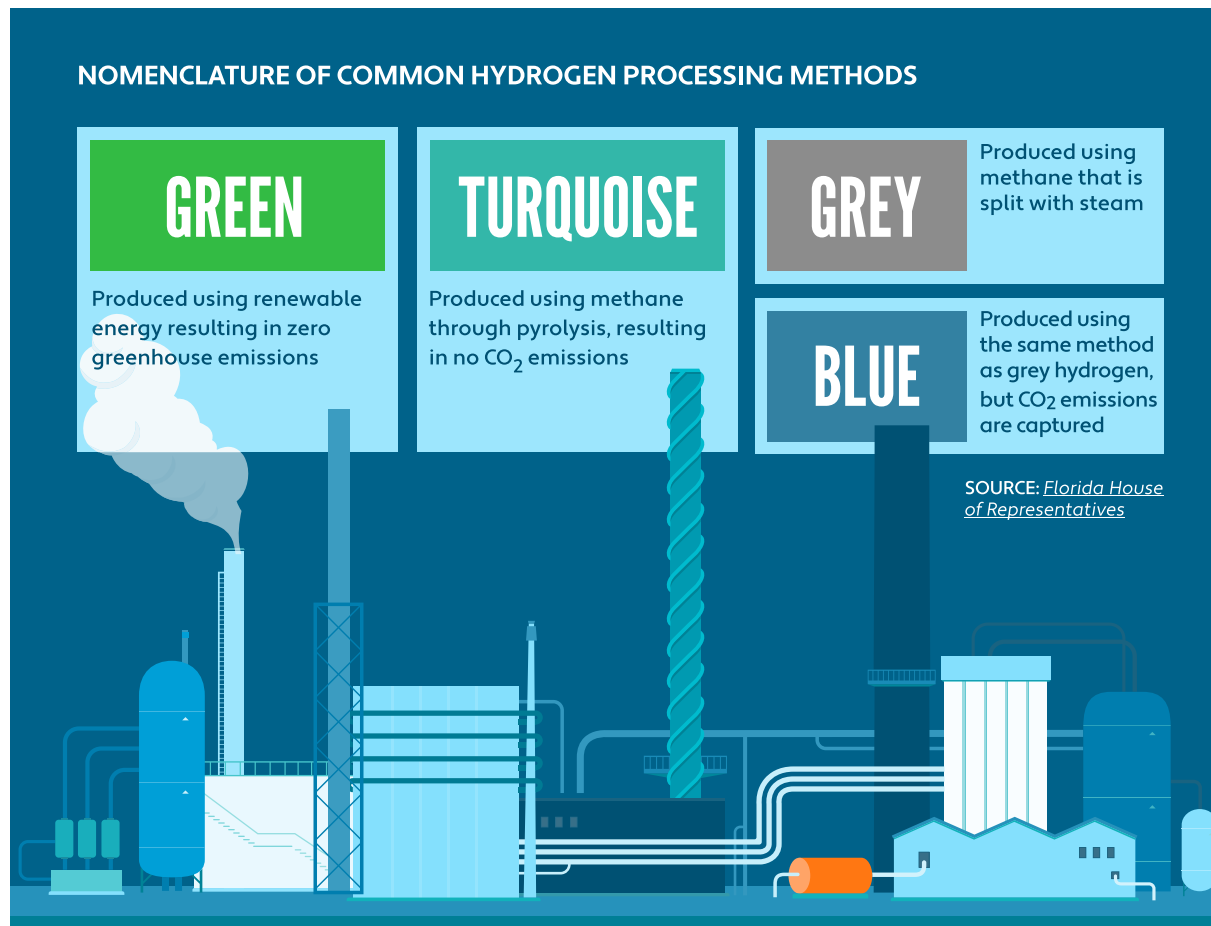 NOMENCLATURE OF COMMON HYDROGEN PROCESSING METHODS
GREEN
Produced using renewable
energy resulting in zero
greenhouse emissions
TURQUOISE
Produced using methane
through pyrolysis, resulting
in no CO₂ emissions
GREY
Produced using
methane that is
split with steam
BLUE
Produced using
the same method
as grey hydrogen,
but CO2 emissions
are captured
SOURCE: Florida House
of Representatives